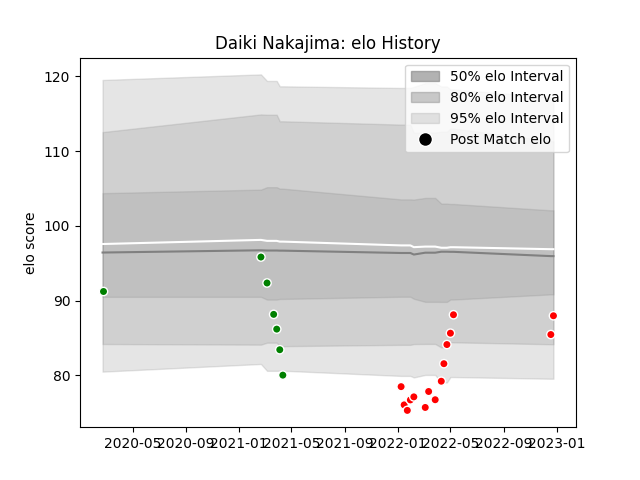 Daiki Nakajima: elo History
120
110
100
90
80
elo score
50% elo Interval
80% elo Interval
95% elo Interval
Post Match elo
2020-05 2020-09 2021-01 2021-05 2021-09 2022-01 2022-05 2022-09 2023-01